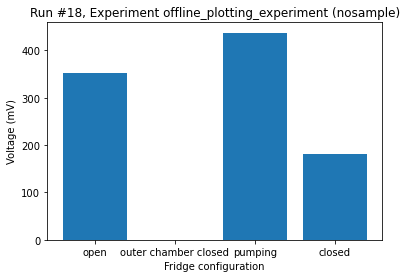 Run #18, Experiment offline_plotting_experiment (nosample)
400
300
200
100
0
Voltage (mV)
open outer chamber closed pumping closed
Fridge configuration